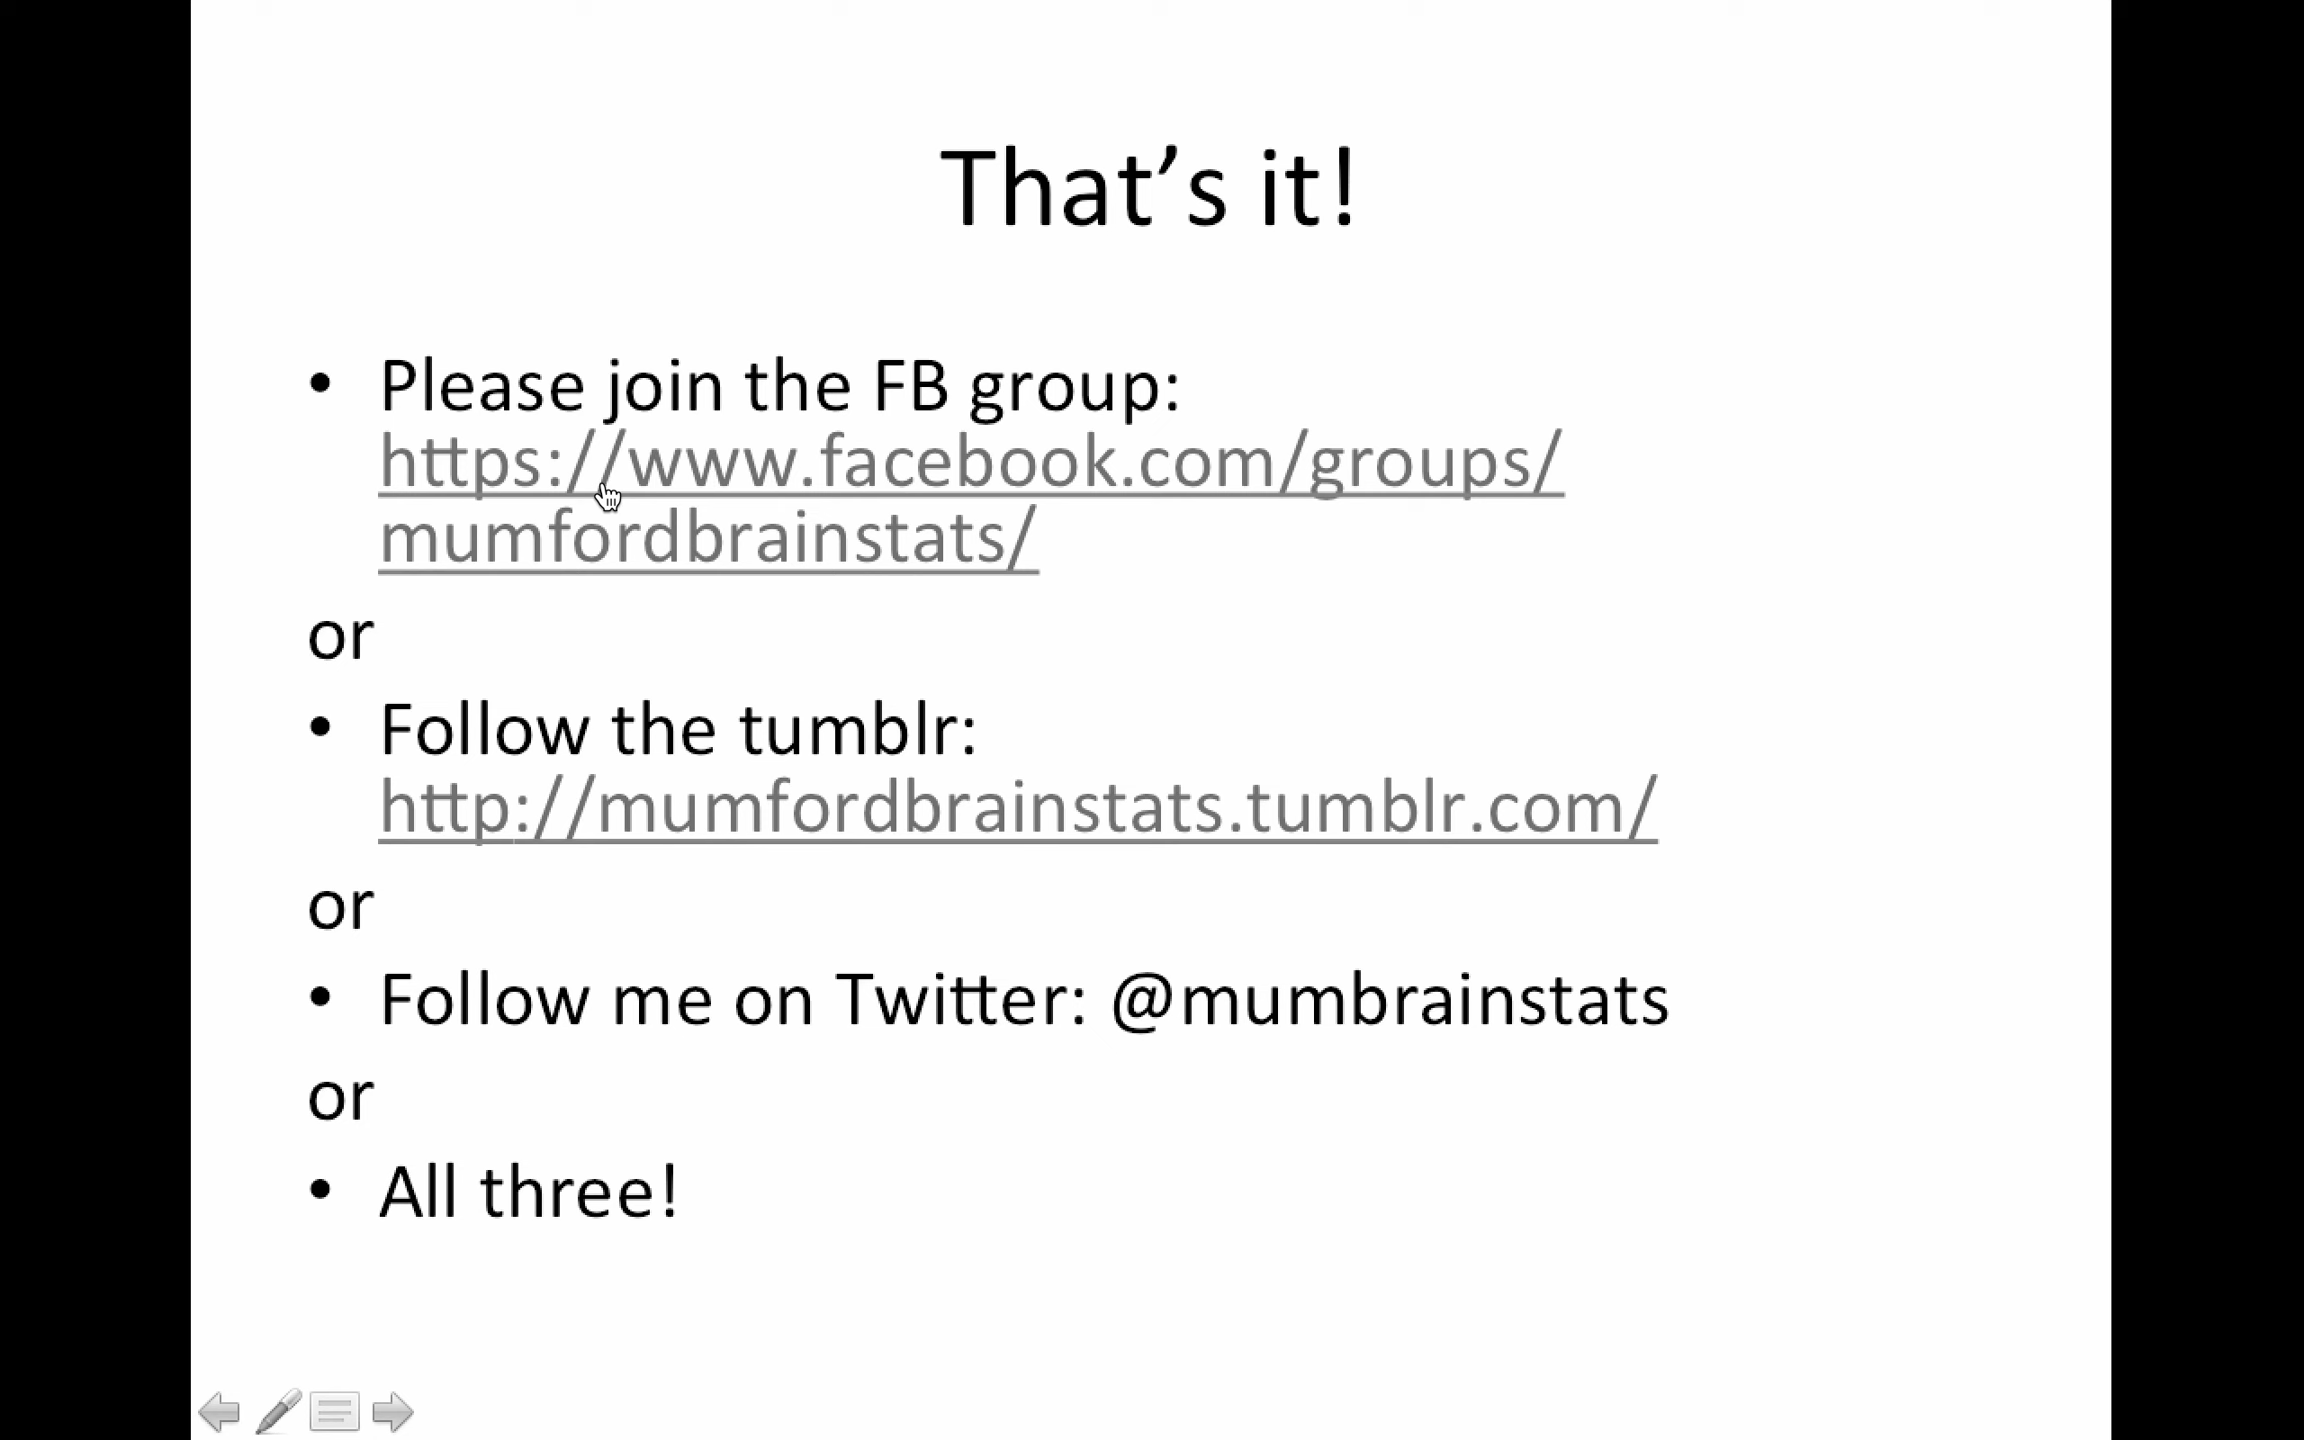 That’s it!
• Please join the FB group:
https://www.facebook.com/groups/
mumfordbrainstats/
or
• Follow the tumblr:
http://mumfordbrainstats.tumblr.com/
or
• Follow me on Twitter: @mumbrainstats
or
• All three!